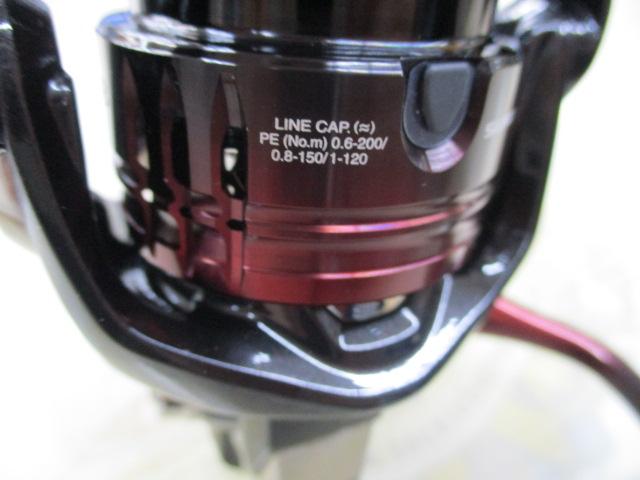 LINE CAP. (≈)
PE (No.m) 0.6-200/
0.8-150/1-120